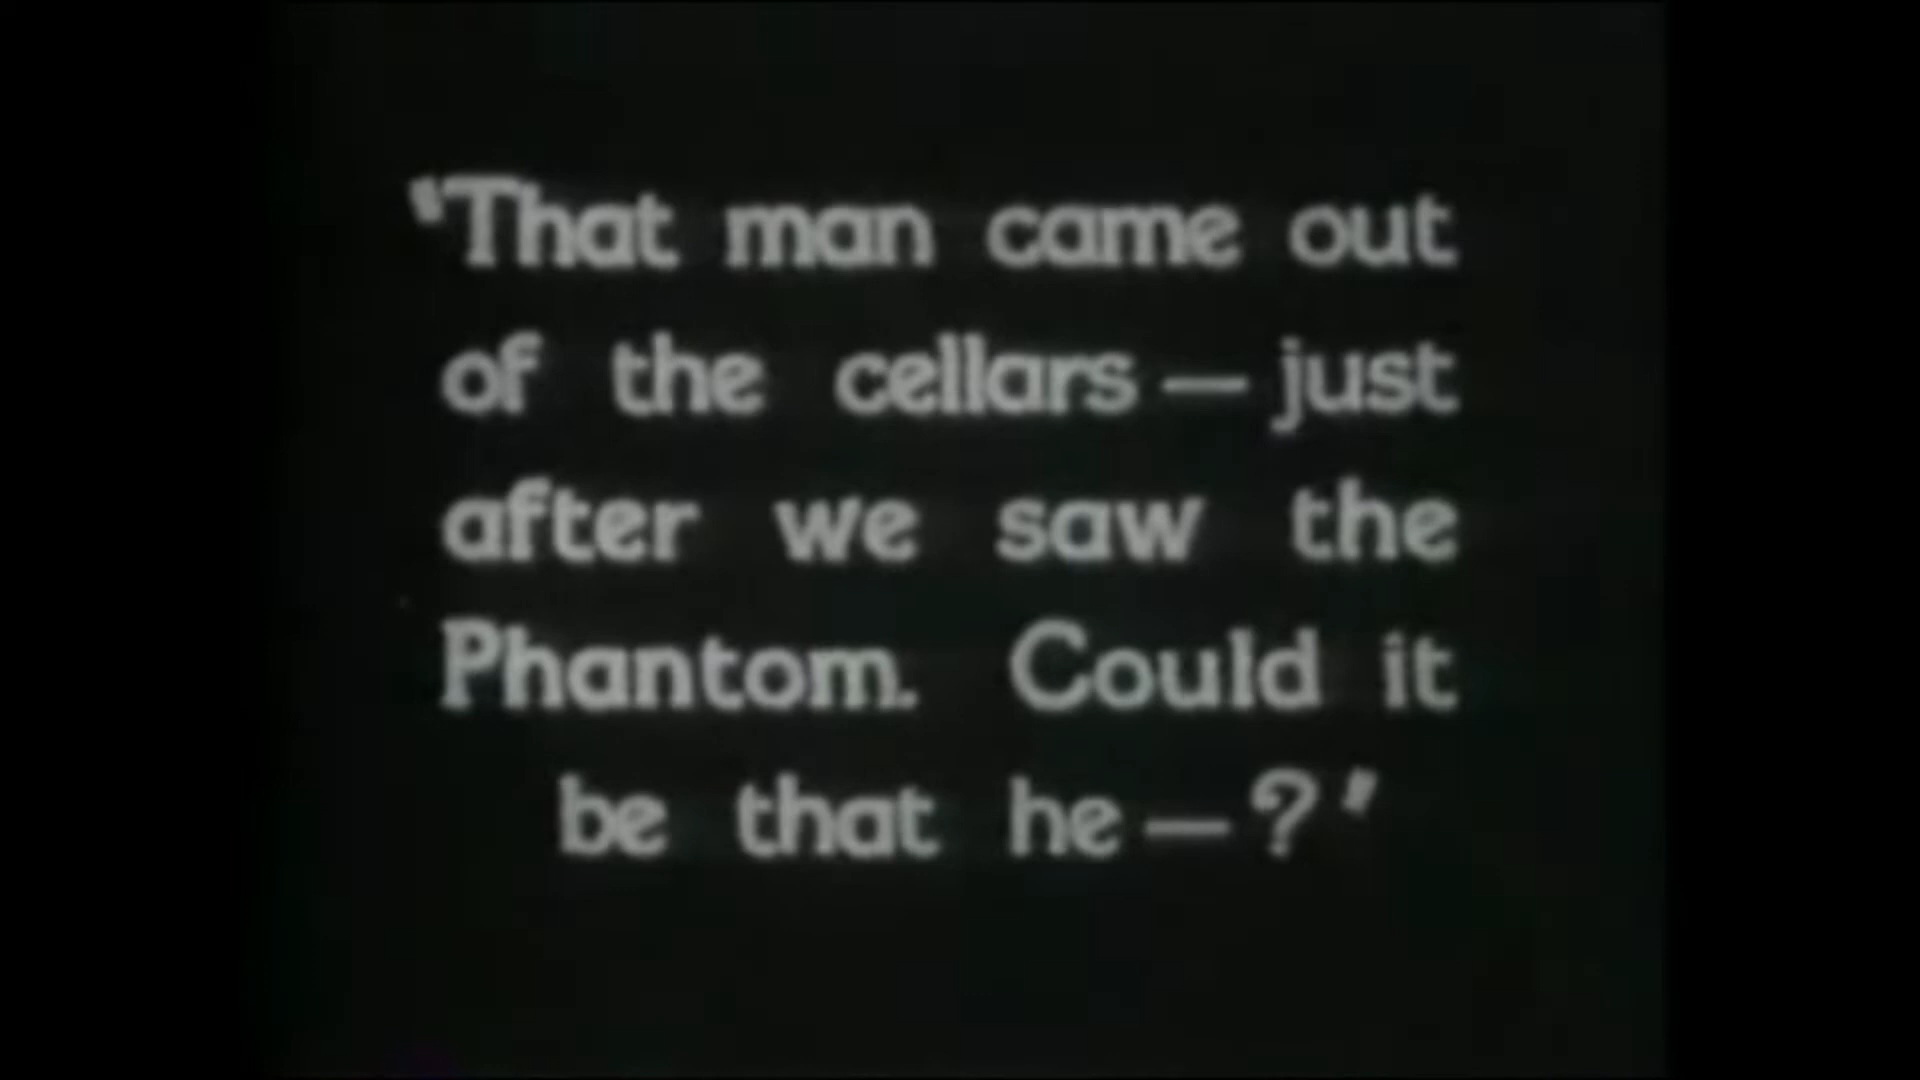 "That man came out
of the cellars — just
after we saw the
Phantom. Could it
be that he — ?"